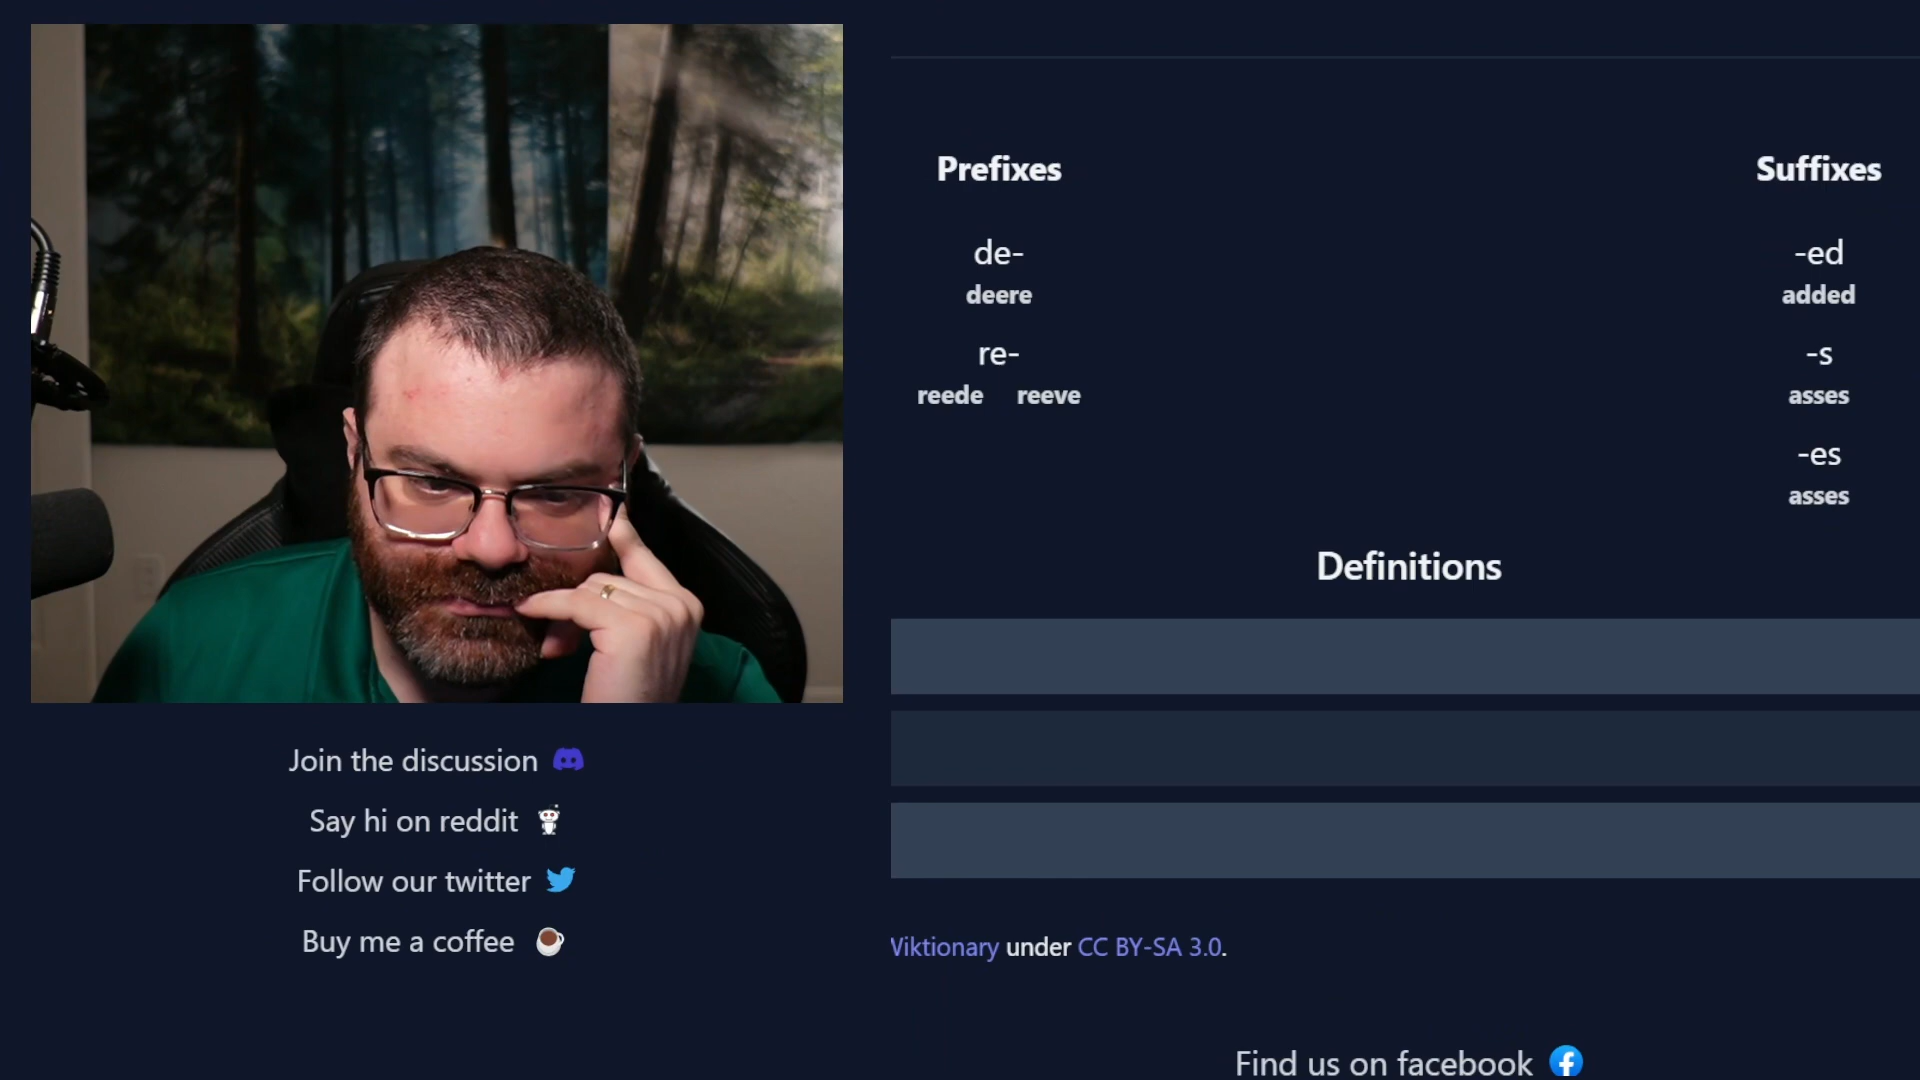 Prefixes
Suffixes
de-
-ed
deere
added
re-
-s
reede reeve
asses
-es
asses
Definitions
Join the discussion
Say hi on reddit
Follow our twitter
Buy me a coffee
Viktionary under CC BY-SA 3.0.
Find us on facebook